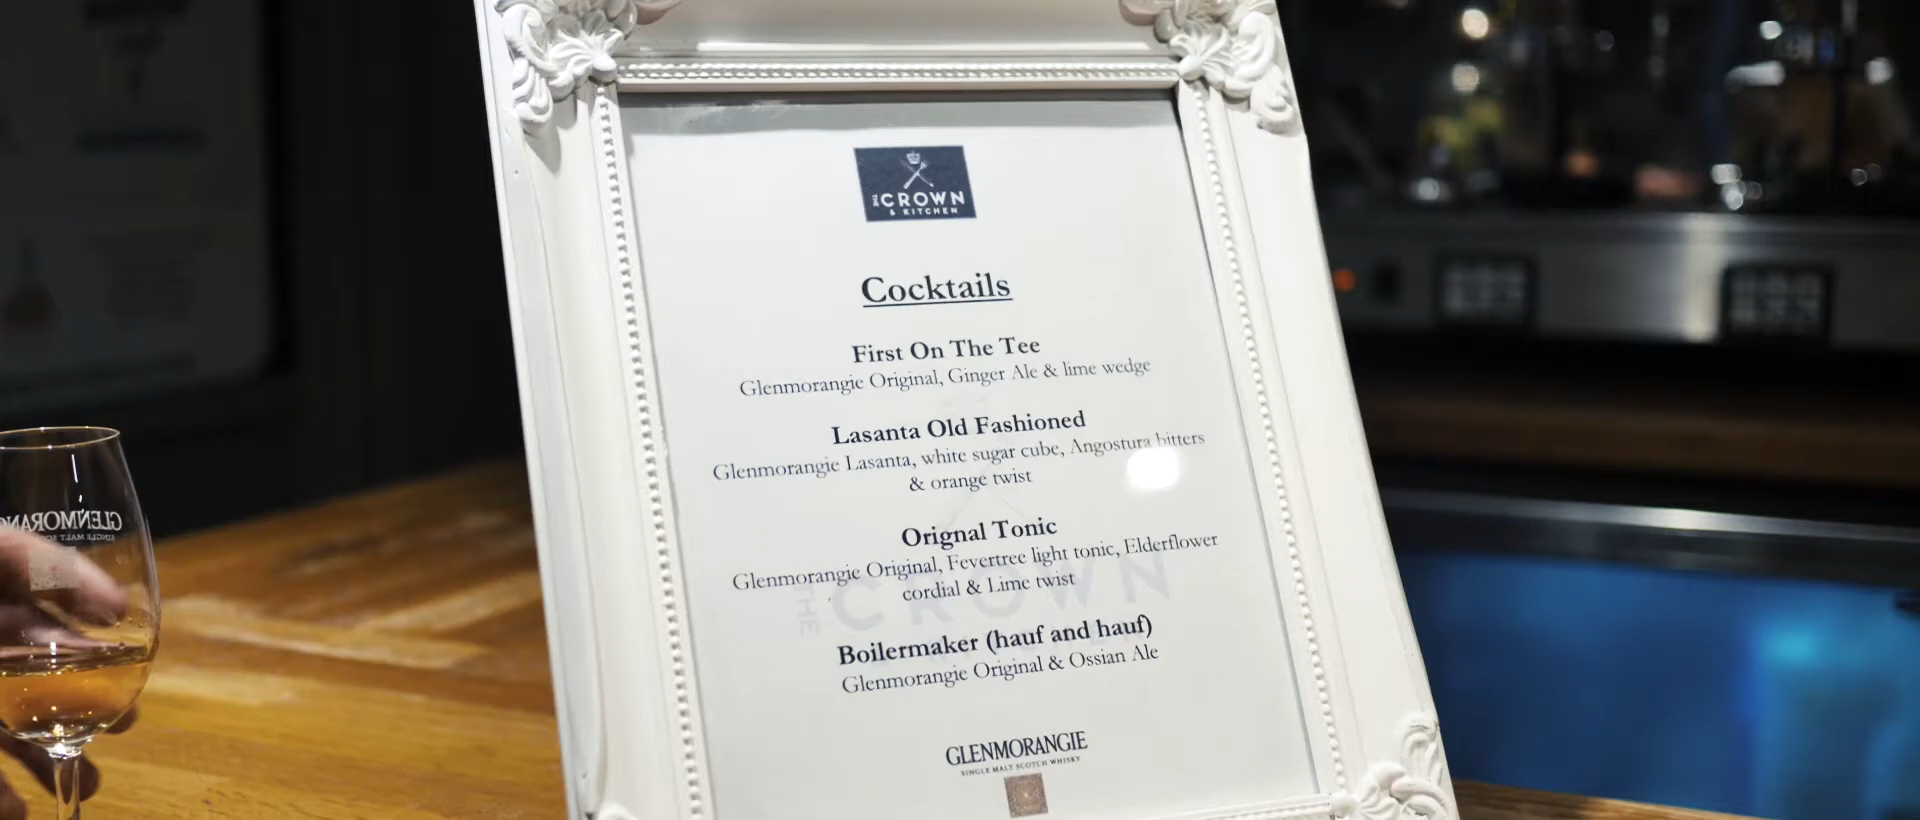 THE CROWN
& KITCHEN
Cocktails
First On The Tee
Glenmorangie Original, Ginger Ale & lime wedge
Lasanta Old Fashioned
Glenmorangie Lasanta, white sugar cube, Angostura bitters
& orange twist
Orignal Tonic
Glenmorangie Original, Fevertree light tonic, Elderflower
cordial & Lime twist
Boilermaker (hauf and hauf)
Glenmorangie Original & Ossian Ale
GLENMORANGIE
SINGLE MALT SCOTCH WHISKY
THE CROWN